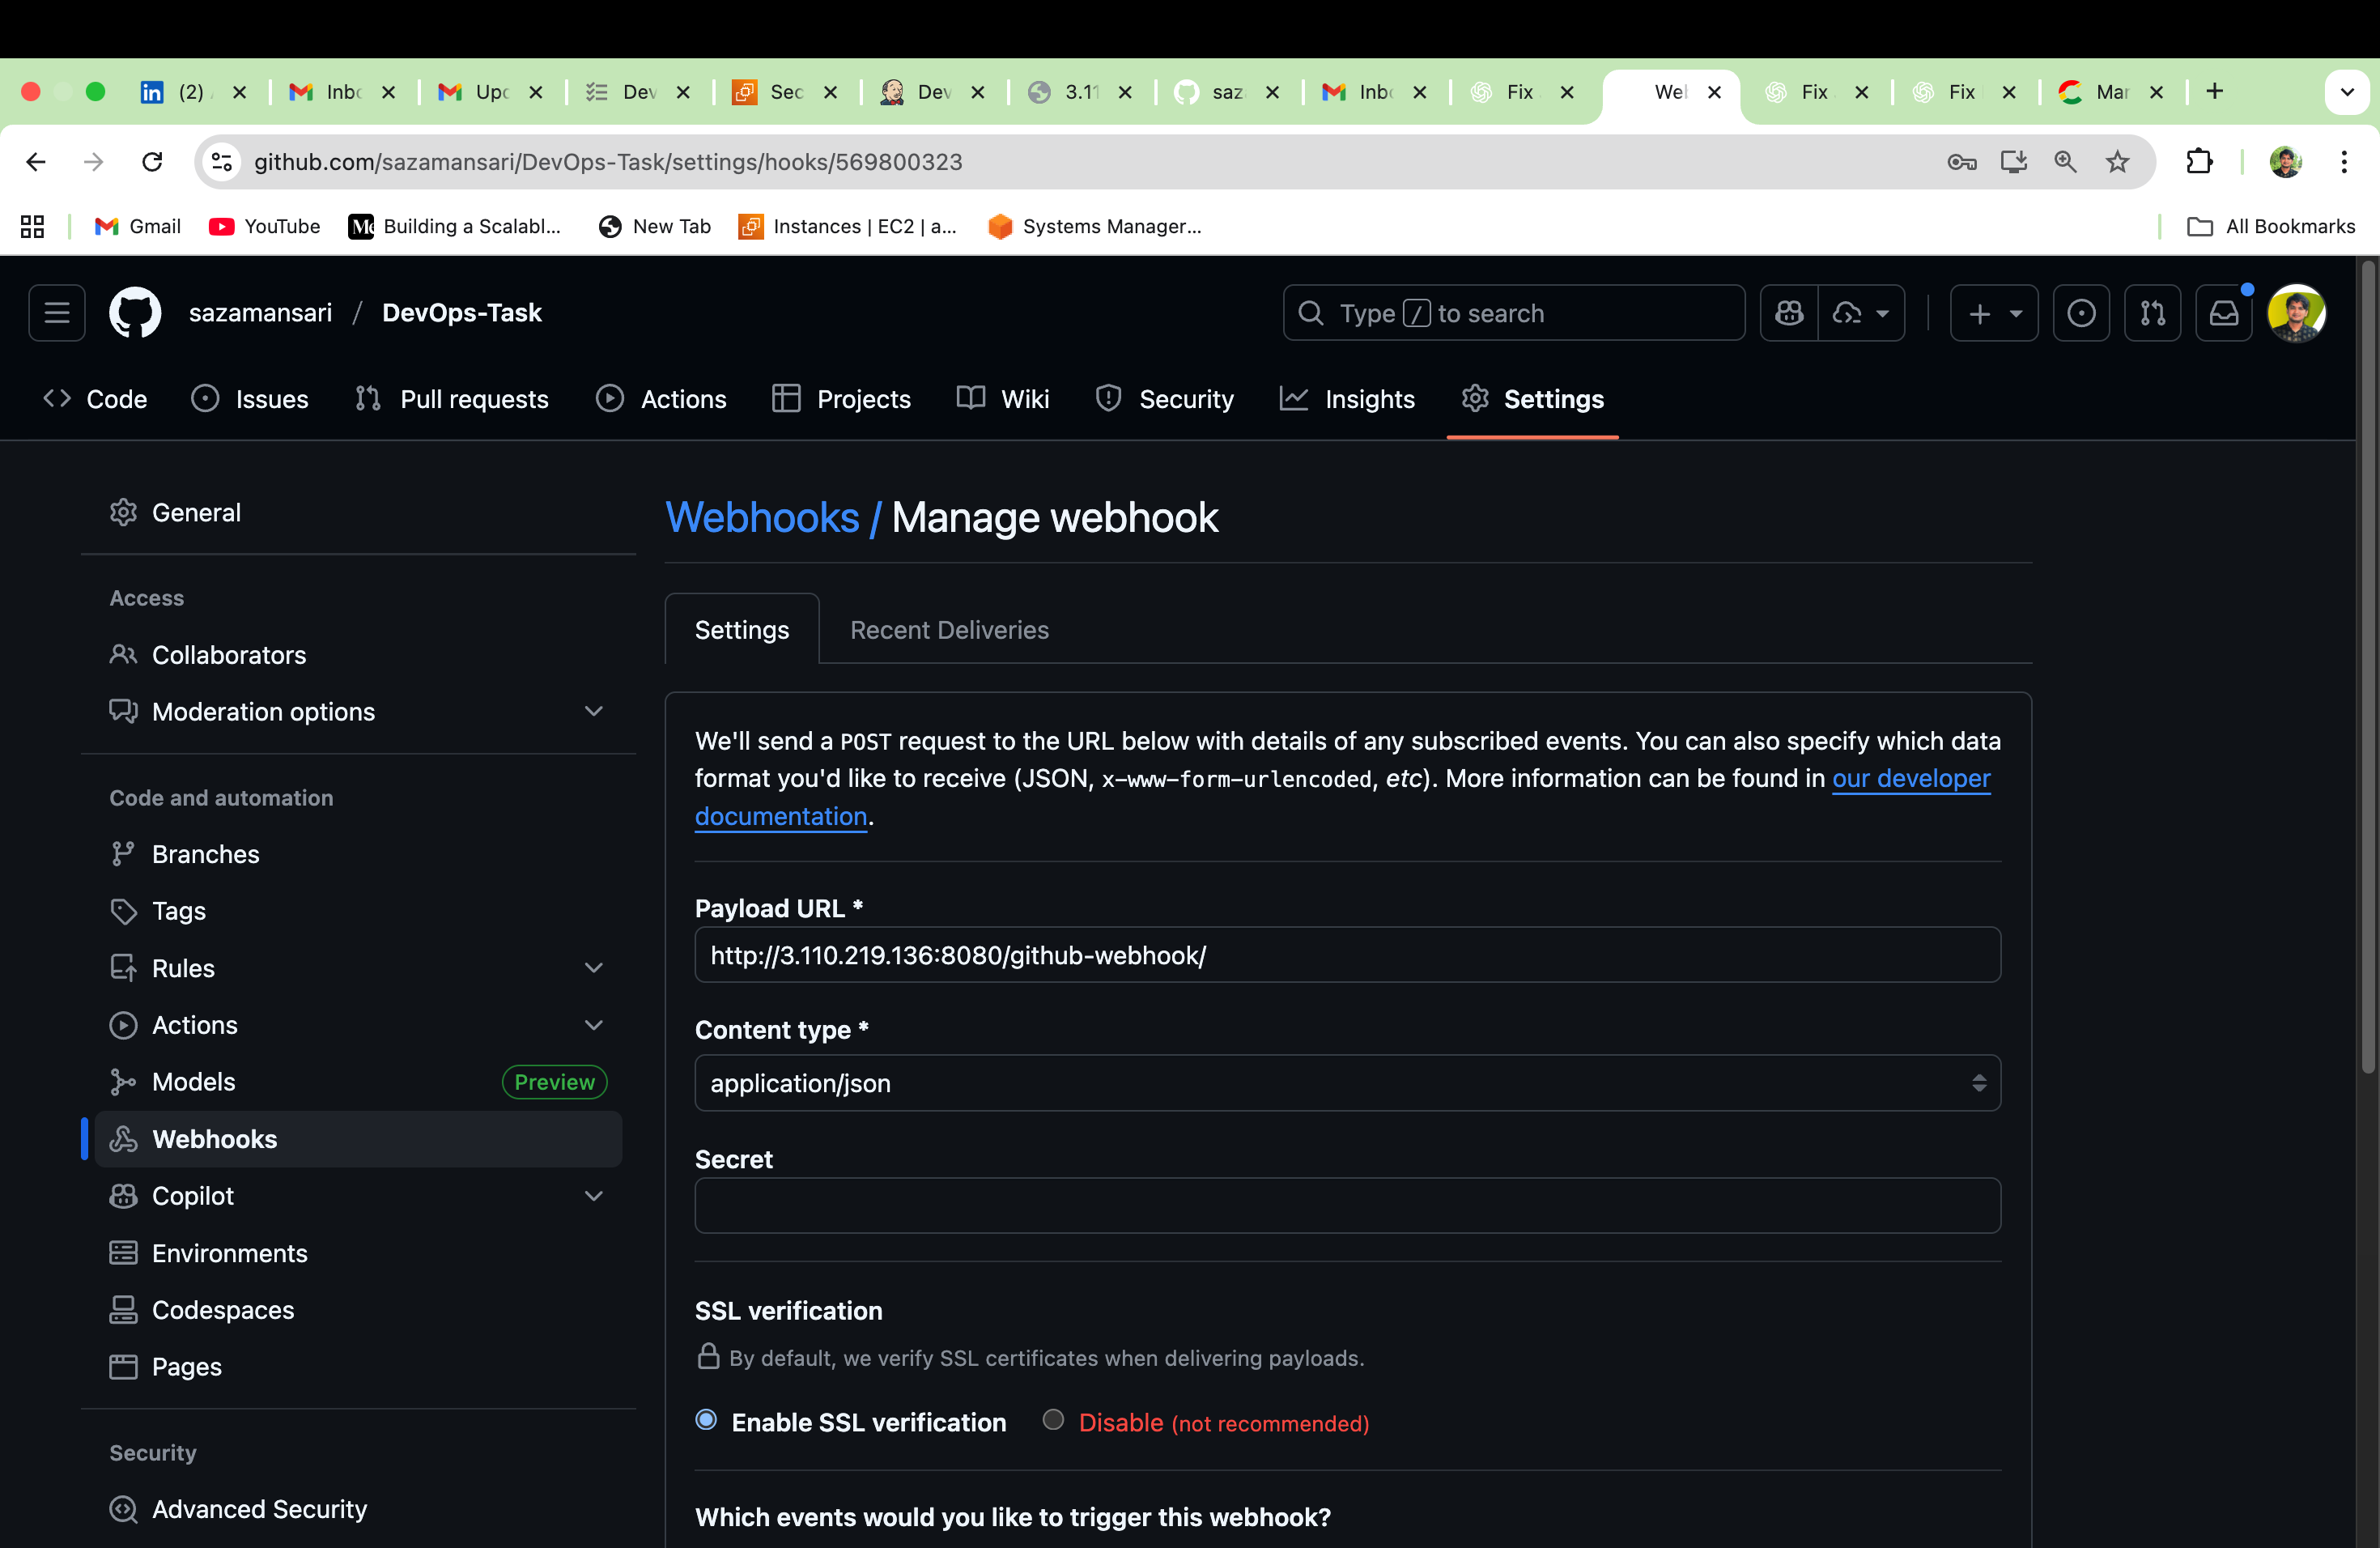 (2)
Inbo
Upd
Dev
Sec
Dev
3.11
saz
Inbo
Fix
Web
Fix
Fix
Mar
github.com/sazamansari/DevOps-Task/settings/hooks/569800323
Gmail
YouTube
Building a Scalabl...
New Tab
Instances | EC2 | a...
Systems Manager...
All Bookmarks
sazamansari / DevOps-Task
Type / to search
Code
Issues
Pull requests
Actions
Projects
Wiki
Security
Insights
Settings
General
Access
Collaborators
Moderation options
Code and automation
Branches
Tags
Rules
Actions
Models
Preview
Webhooks
Copilot
Environments
Codespaces
Pages
Security
Advanced Security
Webhooks / Manage webhook
Settings
Recent Deliveries
We'll send a POST request to the URL below with details of any subscribed events. You can also specify which data
format you'd like to receive (JSON, x-www-form-urlencoded, etc). More information can be found in our developer
documentation.
Payload URL *
http://3.110.219.136:8080/github-webhook/
Content type *
application/json
Secret
SSL verification
By default, we verify SSL certificates when delivering payloads.
Enable SSL verification
Disable (not recommended)
Which events would you like to trigger this webhook?